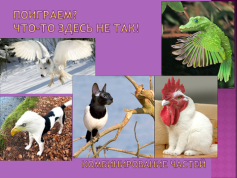 ПОИГРАЕМ?
ЧТО-ТО ЗДЕСЬ НЕ ТАК!
КОМБИНИРОВАНИЕ ЧАСТЕЙ